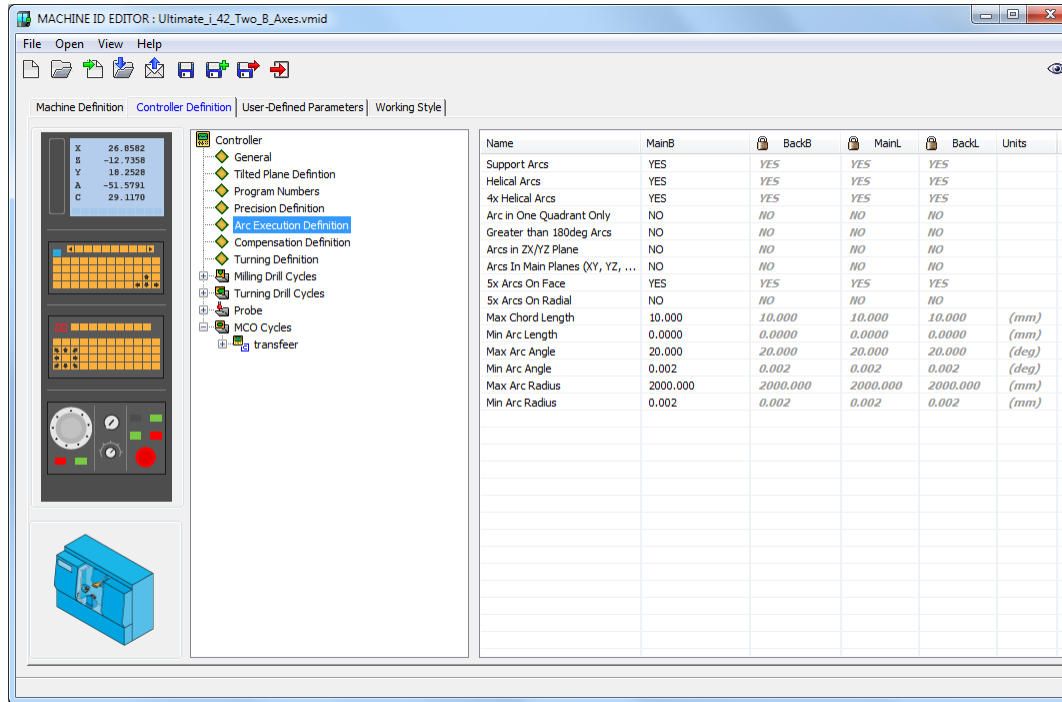 MACHINE ID EDITOR : Ultimate_i_42_Two_B_Axes.vmid
File Open View Help
Machine Definition Controller Definition User-Defined Parameters Working Style
X 26.8582
Z -12.7358
Y 18.2528
A -51.5791
C 29.1170
Controller
General
Tilted Plane Defintion
Program Numbers
Precision Definition
Arc Execution Definition
Compensation Definition
Turning Definition
Milling Drill Cycles
Turning Drill Cycles
Probe
MCO Cycles
transfeer
Name MainB BackB MainL BackL Units
Support Arcs YES YES YES YES
Helical Arcs YES YES YES YES
4x Helical Arcs YES YES YES YES
Arc in One Quadrant Only NO NO NO NO
Greater than 180deg Arcs NO NO NO NO
Arcs in ZX/YZ Plane NO NO NO NO
Arcs In Main Planes (XY, YZ, ... NO NO NO NO
5x Arcs On Face YES YES YES YES
5x Arcs On Radial NO NO NO NO
Max Chord Length 10.000 10.000 10.000 10.000 (mm)
Min Arc Length 0.0000 0.0000 0.0000 0.0000 (mm)
Max Arc Angle 20.000 20.000 20.000 20.000 (deg)
Min Arc Angle 0.002 0.002 0.002 0.002 (deg)
Max Arc Radius 2000.000 2000.000 2000.000 2000.000 (mm)
Min Arc Radius 0.002 0.002 0.002 0.002 (mm)